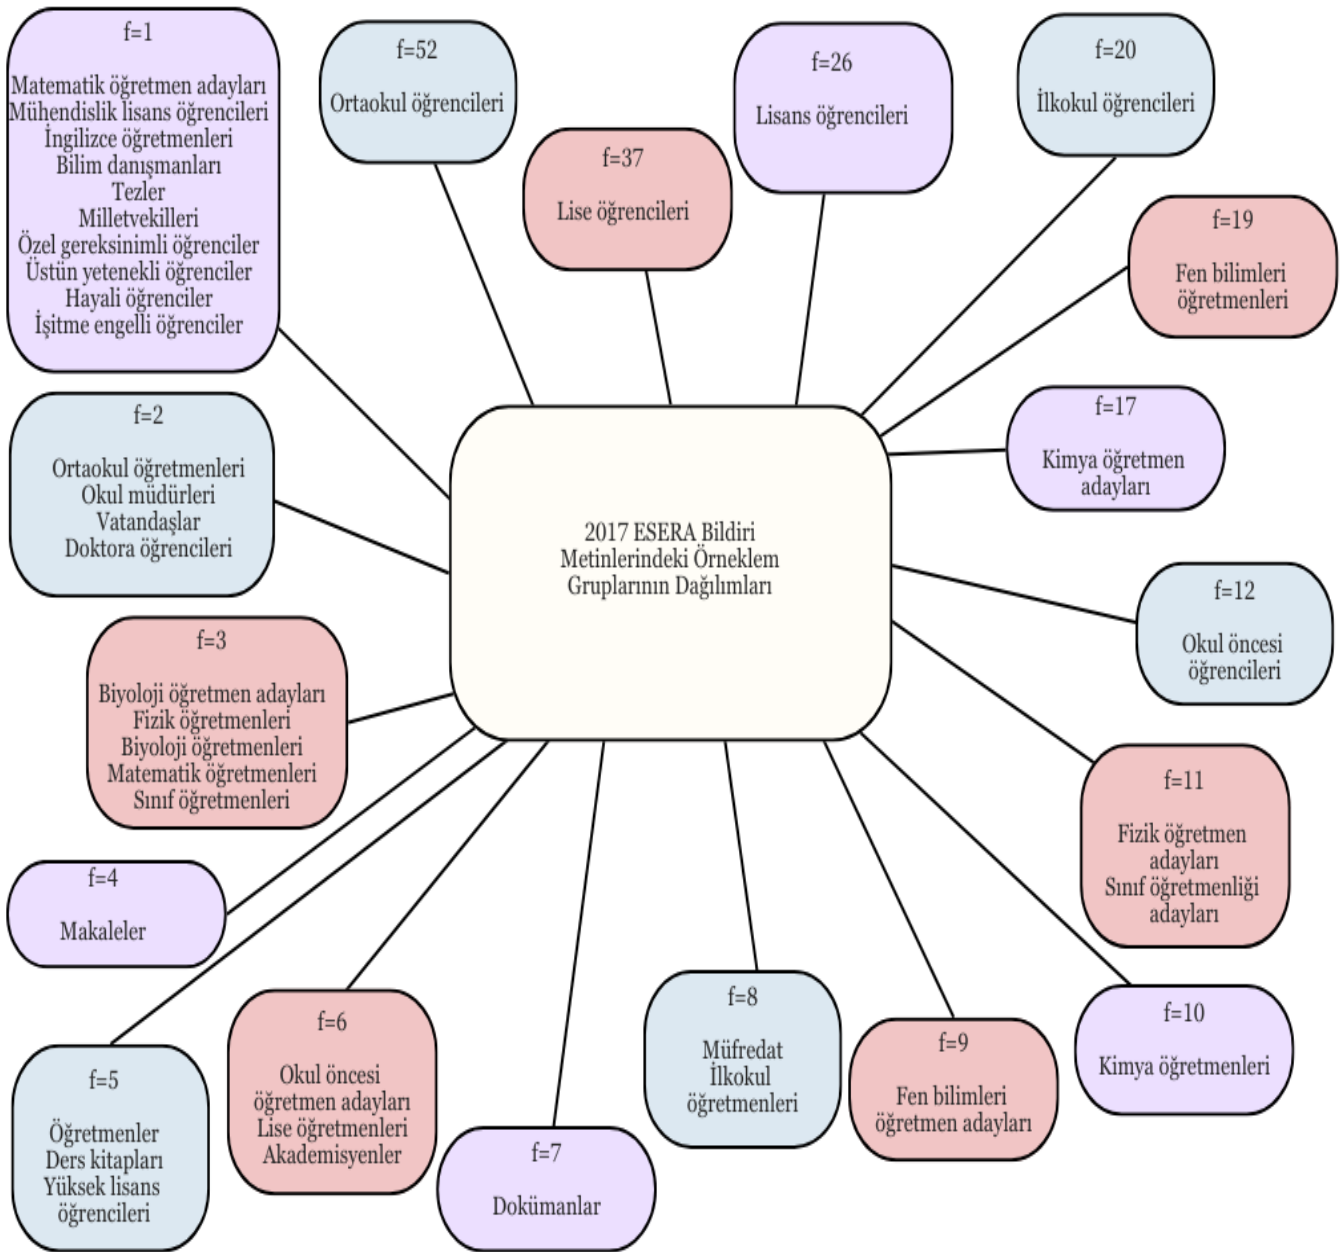 f=1
Matematik öğretmen adayları
Mühendislik lisans öğrencileri
İngilizce öğretmenleri
Bilim danışmanları
Tezler
Milletvekilleri
Özel gereksinimli öğrenciler
Üstün yetenekli öğrenciler
Hayali öğrenciler
İşitme engelli öğrenciler
f=52
Ortaokul öğrencileri
f=37
Lise öğrencileri
f=26
Lisans öğrencileri
f=20
İlkokul öğrencileri
f=19
Fen bilimleri
öğretmenleri
f=17
Kimya öğretmen
adayları
f=2
Ortaokul öğretmenleri
Okul müdürleri
Vatandaşlar
Doktora öğrencileri
2017 ESERA Bildiri
Metinlerindeki Örneklem
Gruplarının Dağılımları
f=12
Okul öncesi
öğrencileri
f=3
Biyoloji öğretmen adayları
Fizik öğretmenleri
Biyoloji öğretmenleri
Matematik öğretmenleri
Sınıf öğretmenleri
f=11
Fizik öğretmen
adayları
Sınıf öğretmenliği
adayları
f=4
Makaleler
f=5
Öğretmenler
Ders kitapları
Yüksek lisans
öğrencileri
f=6
Okul öncesi
öğretmen adayları
Lise öğretmenleri
Akademisyenler
f=7
Dokümanlar
f=8
Müfredat
İlkokul
öğretmenleri
f=9
Fen bilimleri
öğretmen adayları
f=10
Kimya öğretmenleri